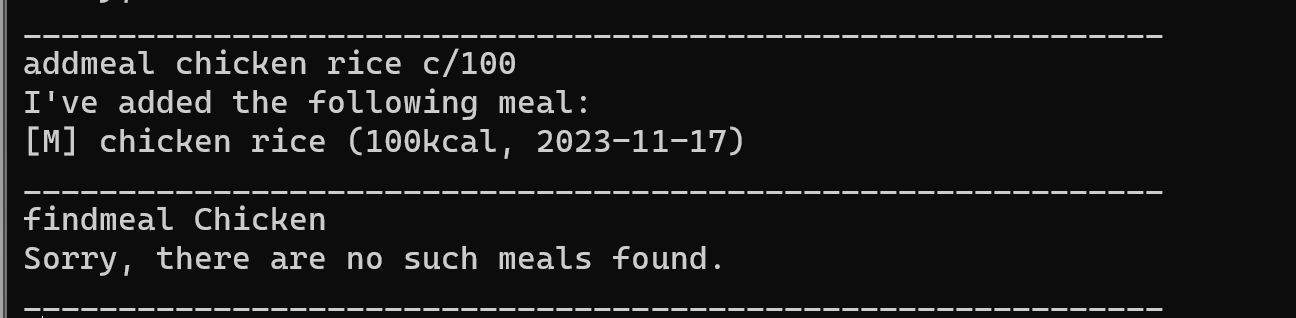 ____________________________________________________________
addmeal chicken rice c/100
I've added the following meal:
[M] chicken rice (100kcal, 2023-11-17)
____________________________________________________________
findmeal Chicken
Sorry, there are no such meals found.
____________________________________________________________